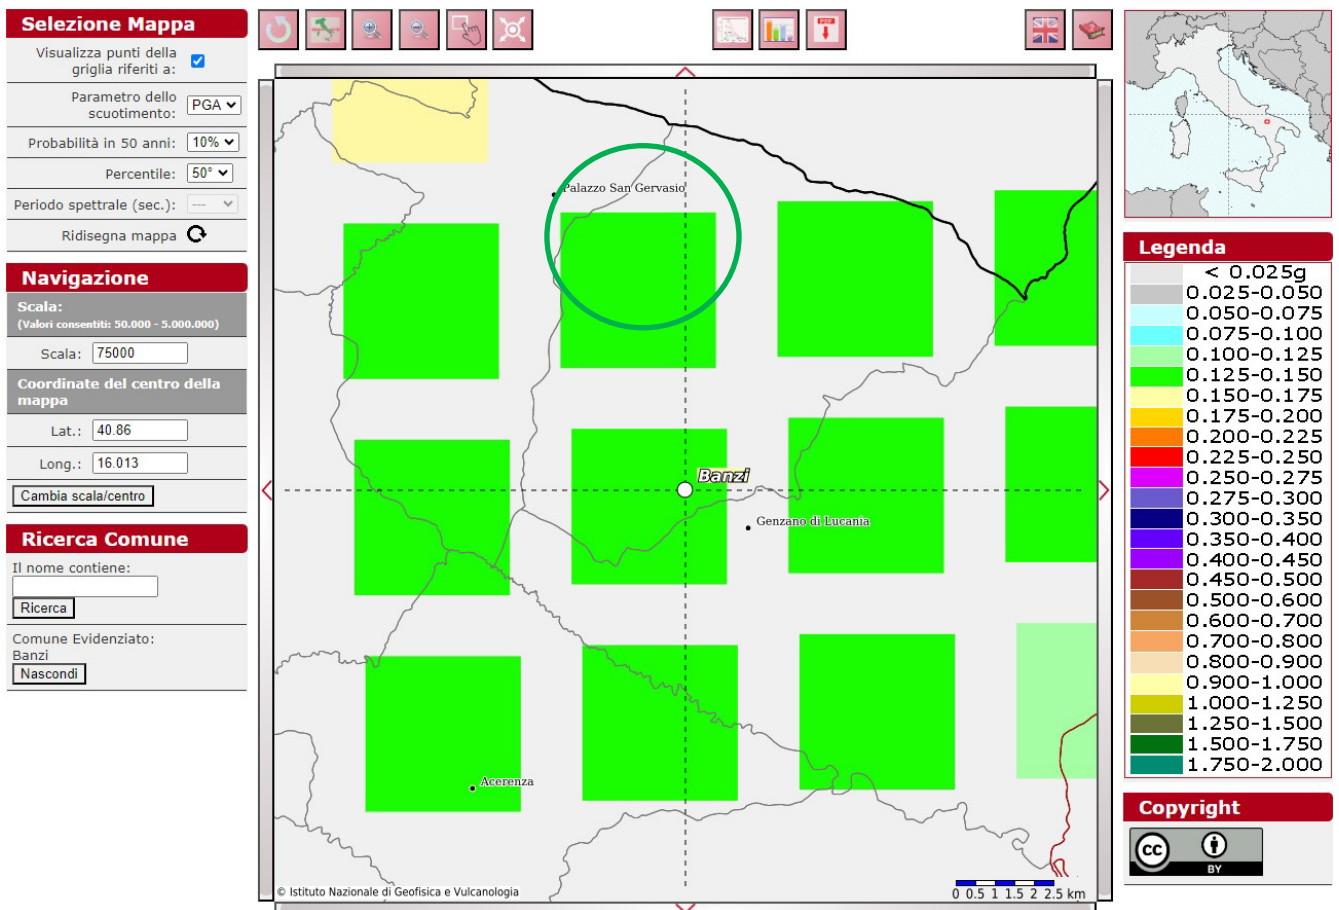 Selezione Mappa
Visualizza punti della
griglia riferiti a:
Parametro dello
scuotimento: PGA
Probabilità in 50 anni: 10%
Percentile: 50°
Periodo spettrale (sec.): ---
Ridisegna mappa
Navigazione
Scala:
(Valori consentiti: 50.000 - 5.000.000)
Scala: 75000
Coordinate del centro della
mappa
Lat.: 40.86
Long.: 16.013
Cambia scala/centro
Ricerca Comune
Il nome contiene:
Ricerca
Comune Evidenziato:
Banzi
Nascondi
PDF
Palazzo San Gervasio
Banzi
Genzano di Lucania
Acerenza
© Istituto Nazionale di Geofisica e Vulcanologia
0 0.5 1 1.5 2 2.5 km
Legenda
< 0.025g
0.025-0.050
0.050-0.075
0.075-0.100
0.100-0.125
0.125-0.150
0.150-0.175
0.175-0.200
0.200-0.225
0.225-0.250
0.250-0.275
0.275-0.300
0.300-0.350
0.350-0.400
0.400-0.450
0.450-0.500
0.500-0.600
0.600-0.700
0.700-0.800
0.800-0.900
0.900-1.000
1.000-1.250
1.250-1.500
1.500-1.750
1.750-2.000
Copyright
cc
BY